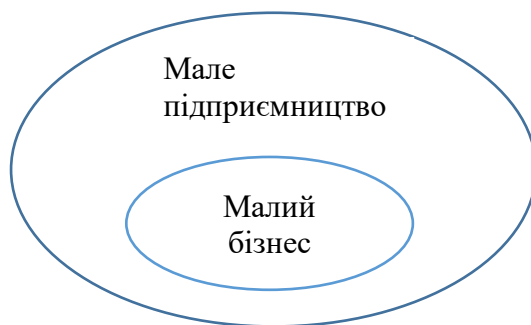 Мале
підприємництво
Малий
бізнес